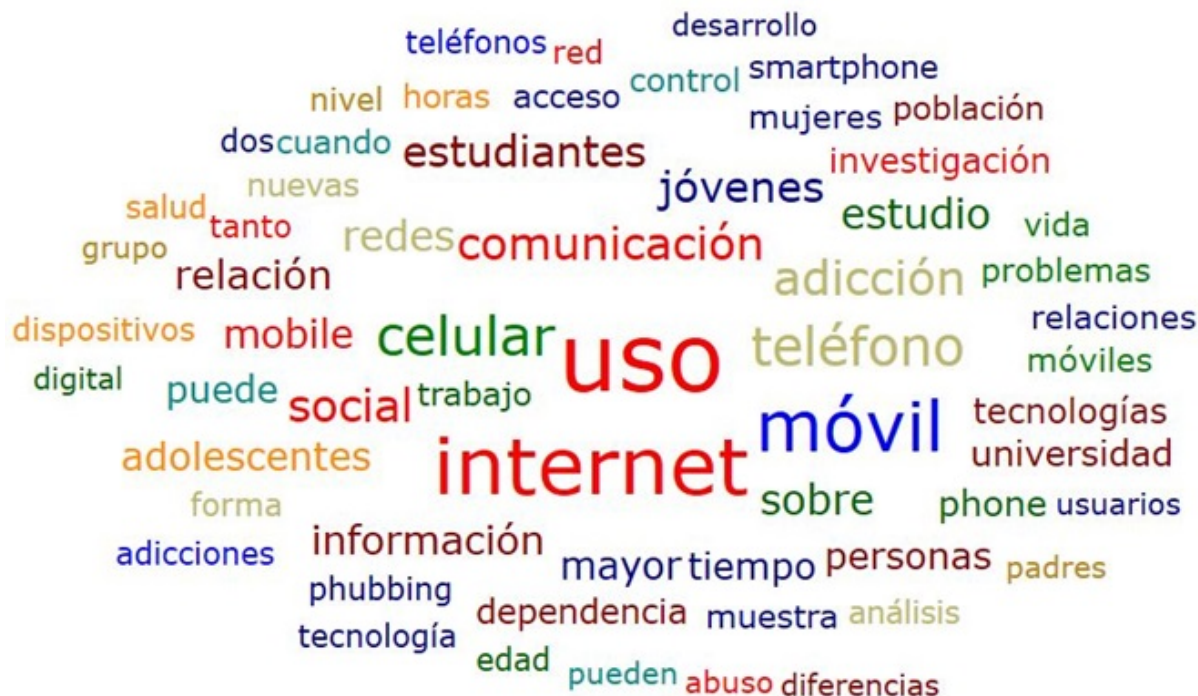 desarrollo
teléfonos red
control smartphone
nivel horas acceso
mujeres población
dos cuando estudiantes
investigación
nuevas jóvenes
salud tanto estudio vida
grupo redes comunicación
relación adicción problemas
dispositivos mobile celular uso teléfono relaciones
móviles
digital puede social trabajo
móvil tecnologías
adolescentes internet universidad
forma sobre phone usuarios
adicciones información mayor tiempo personas padres
phubbing
dependencia muestra análisis
tecnología
edad pueden abuso diferencias